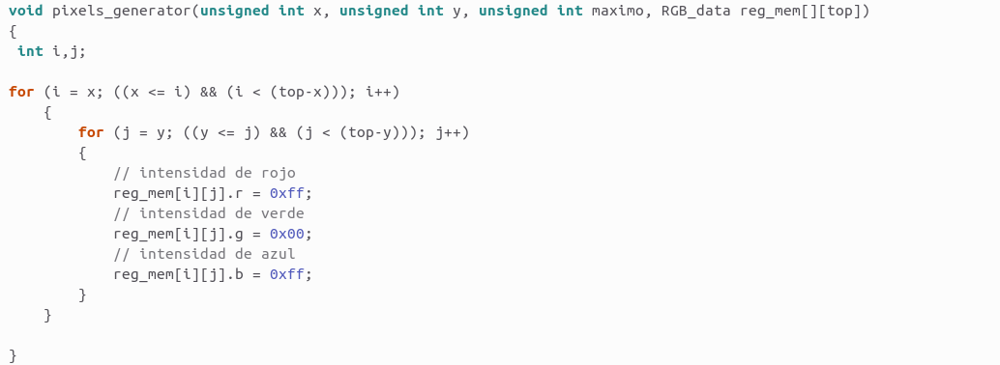 void pixels_generator(unsigned int x, unsigned int y, unsigned int maximo, RGB_data reg_mem[][top])
{
 int i,j;

for (i = x; ((x <= i) && (i < (top-x))); i++)
    {
        for (j = y; ((y <= j) && (j < (top-y))); j++)
        {
            // intensidad de rojo
            reg_mem[i][j].r = 0xff;
            // intensidad de verde
            reg_mem[i][j].g = 0x00;
            // intensidad de azul
            reg_mem[i][j].b = 0xff;
        }
    }

}